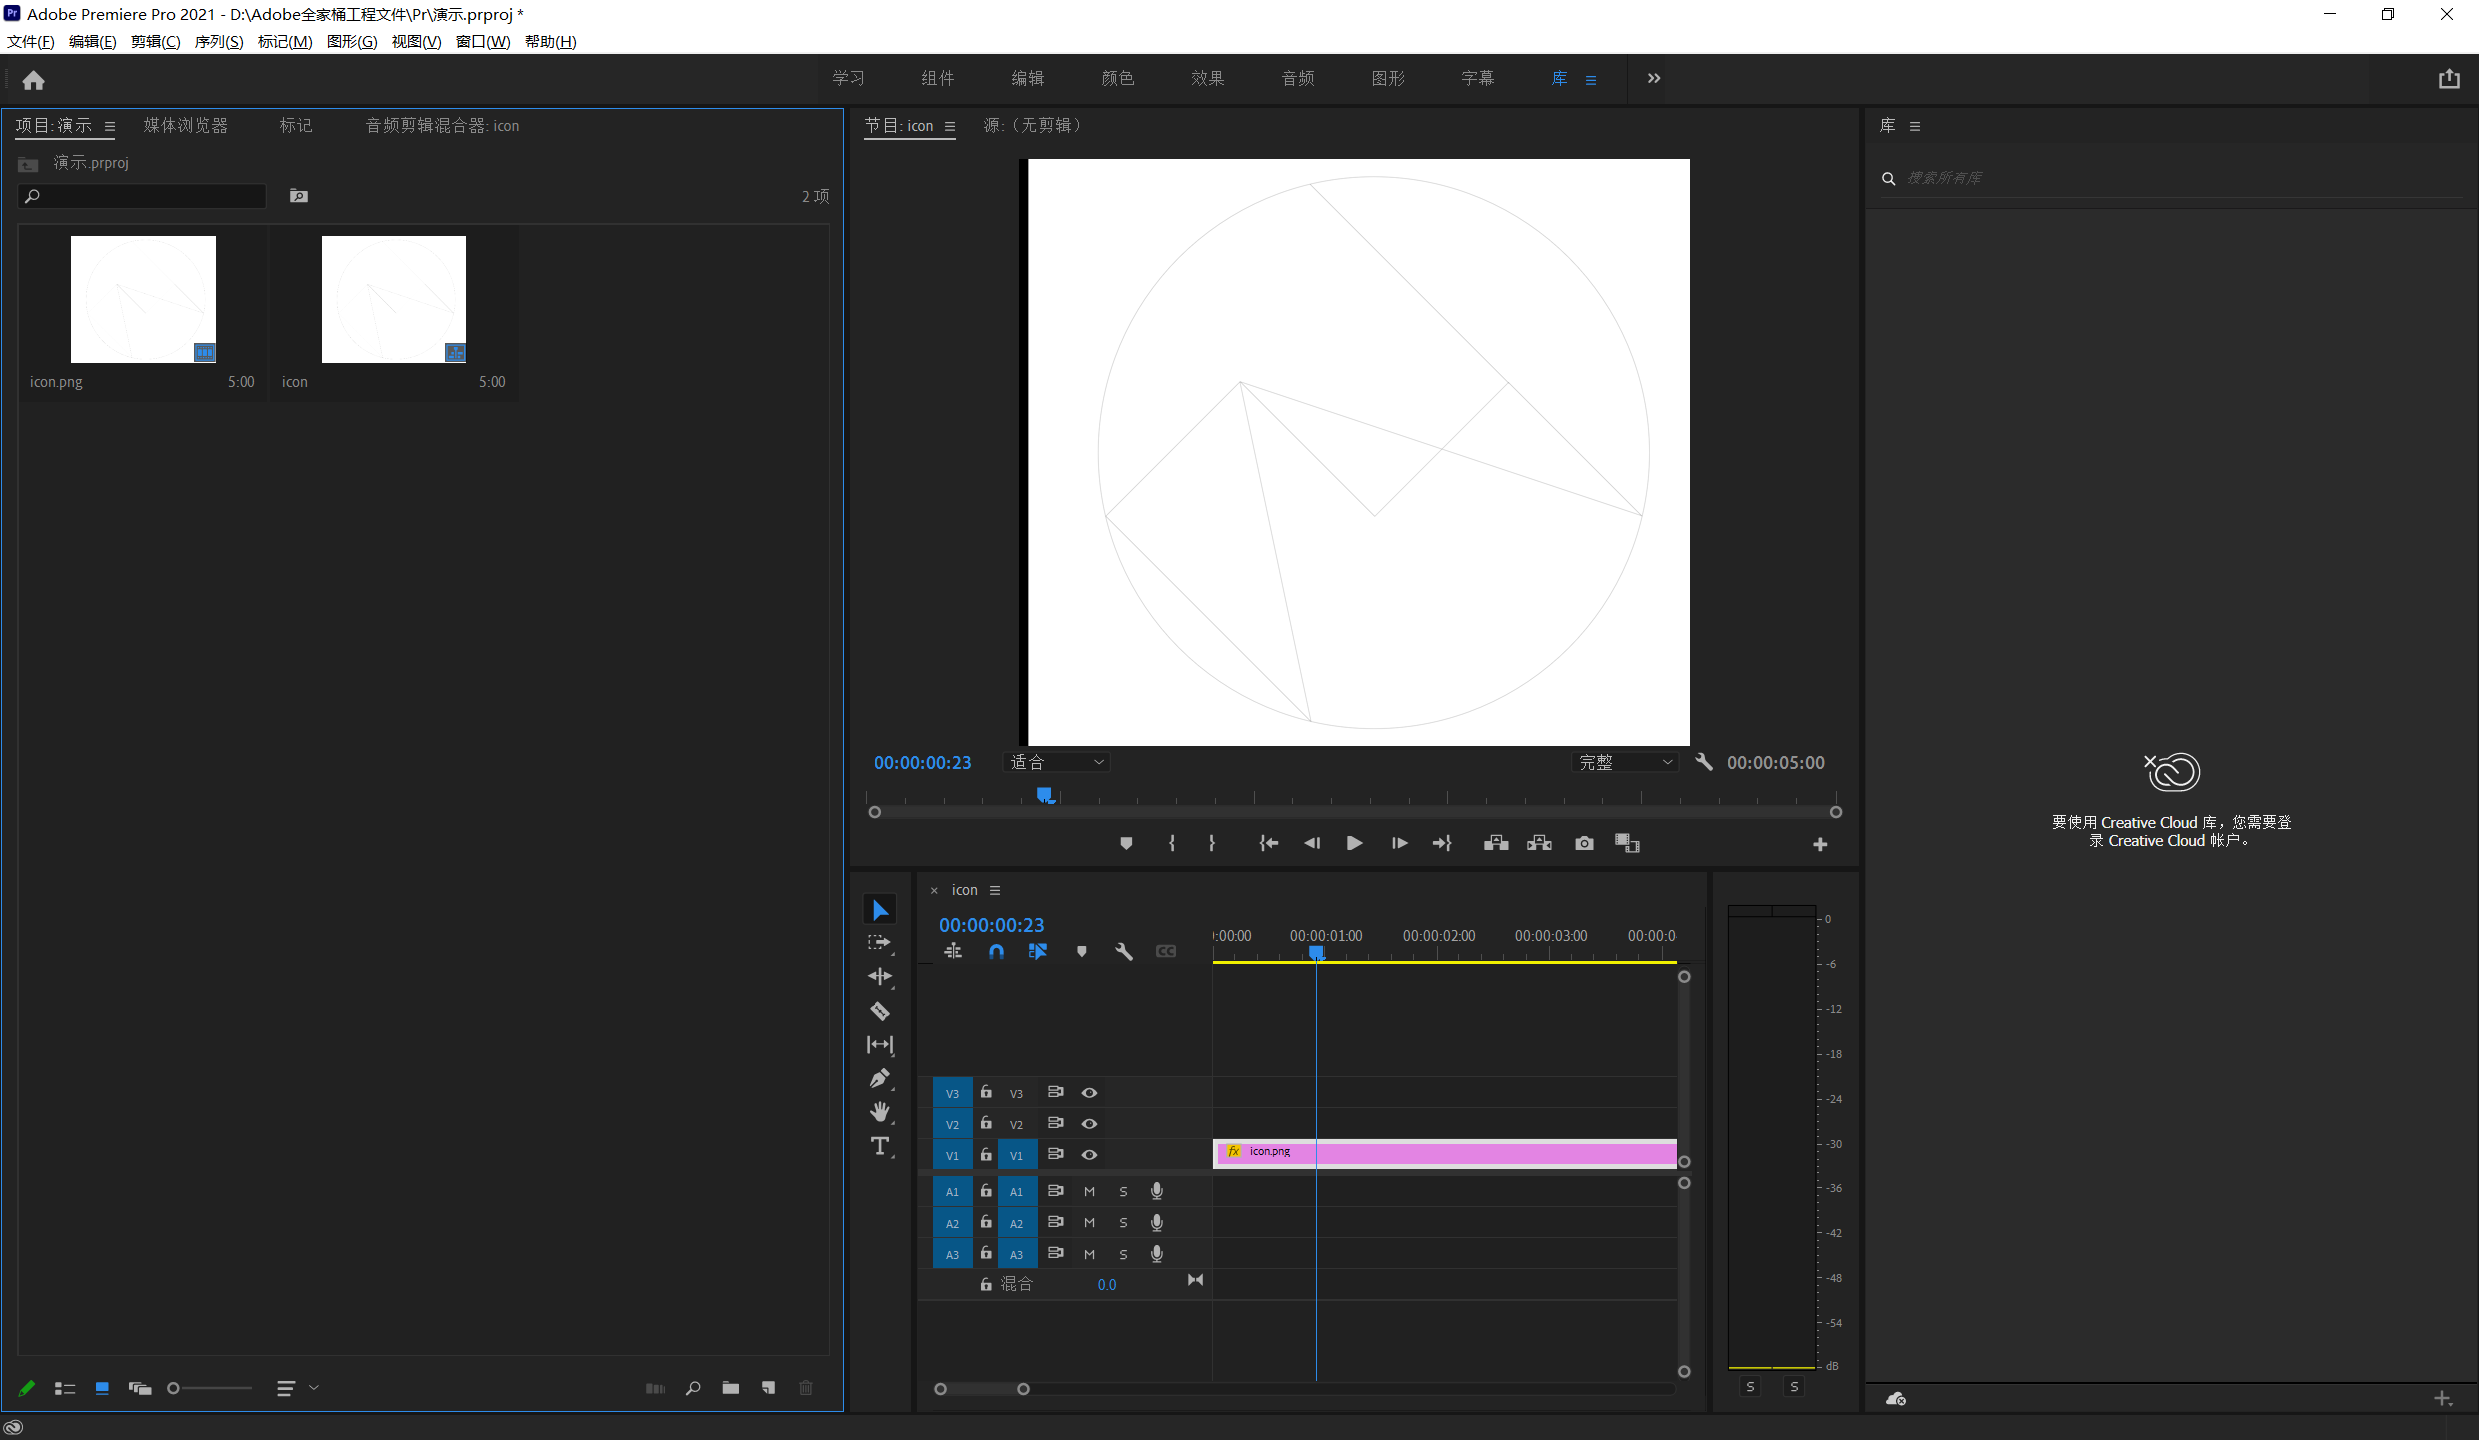 Adobe Premiere Pro 2021 - D:\Adobe全家桶工程文件\Pr\演示.prproj *
文件(F) 编辑(E) 剪辑(C) 序列(S) 标记(M) 图形(G) 视图(V) 窗口(W) 帮助(H)
学习 组件 编辑 颜色 效果 音频 图形 字幕 库
项目: 演示 媒体浏览器 标记 音频剪辑混合器: icon
演示.prproj
2 项
icon.png 5:00 icon 5:00
节目: icon 源:（无剪辑）
00:00:00:23 适合 完整 00:00:05:00
库
搜索所有库
要使用 Creative Cloud 库，您需要登
录 Creative Cloud 帐户。
× icon
00:00:00:23
:00:00 00:00:01:00 00:00:02:00 00:00:03:00 00:00:0
V3 V3
V2 V2
V1 V1 fx icon.png
A1 A1 M S
A2 A2 M S
A3 A3 M S
混合 0.0
0
-6
-12
-18
-24
-30
-36
-42
-48
-54
dB
S S